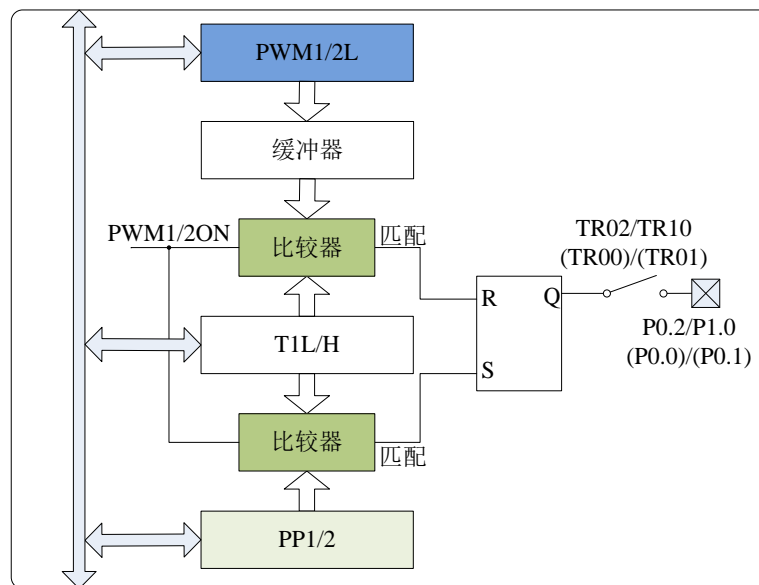 PWM1/2L
缓冲器
PWM1/2ON
比较器
匹配
TR02/TR10
(TR00)/(TR01)
R
Q
P0.2/P1.0
(P0.0)/(P0.1)
T1L/H
S
比较器
匹配
PP1/2